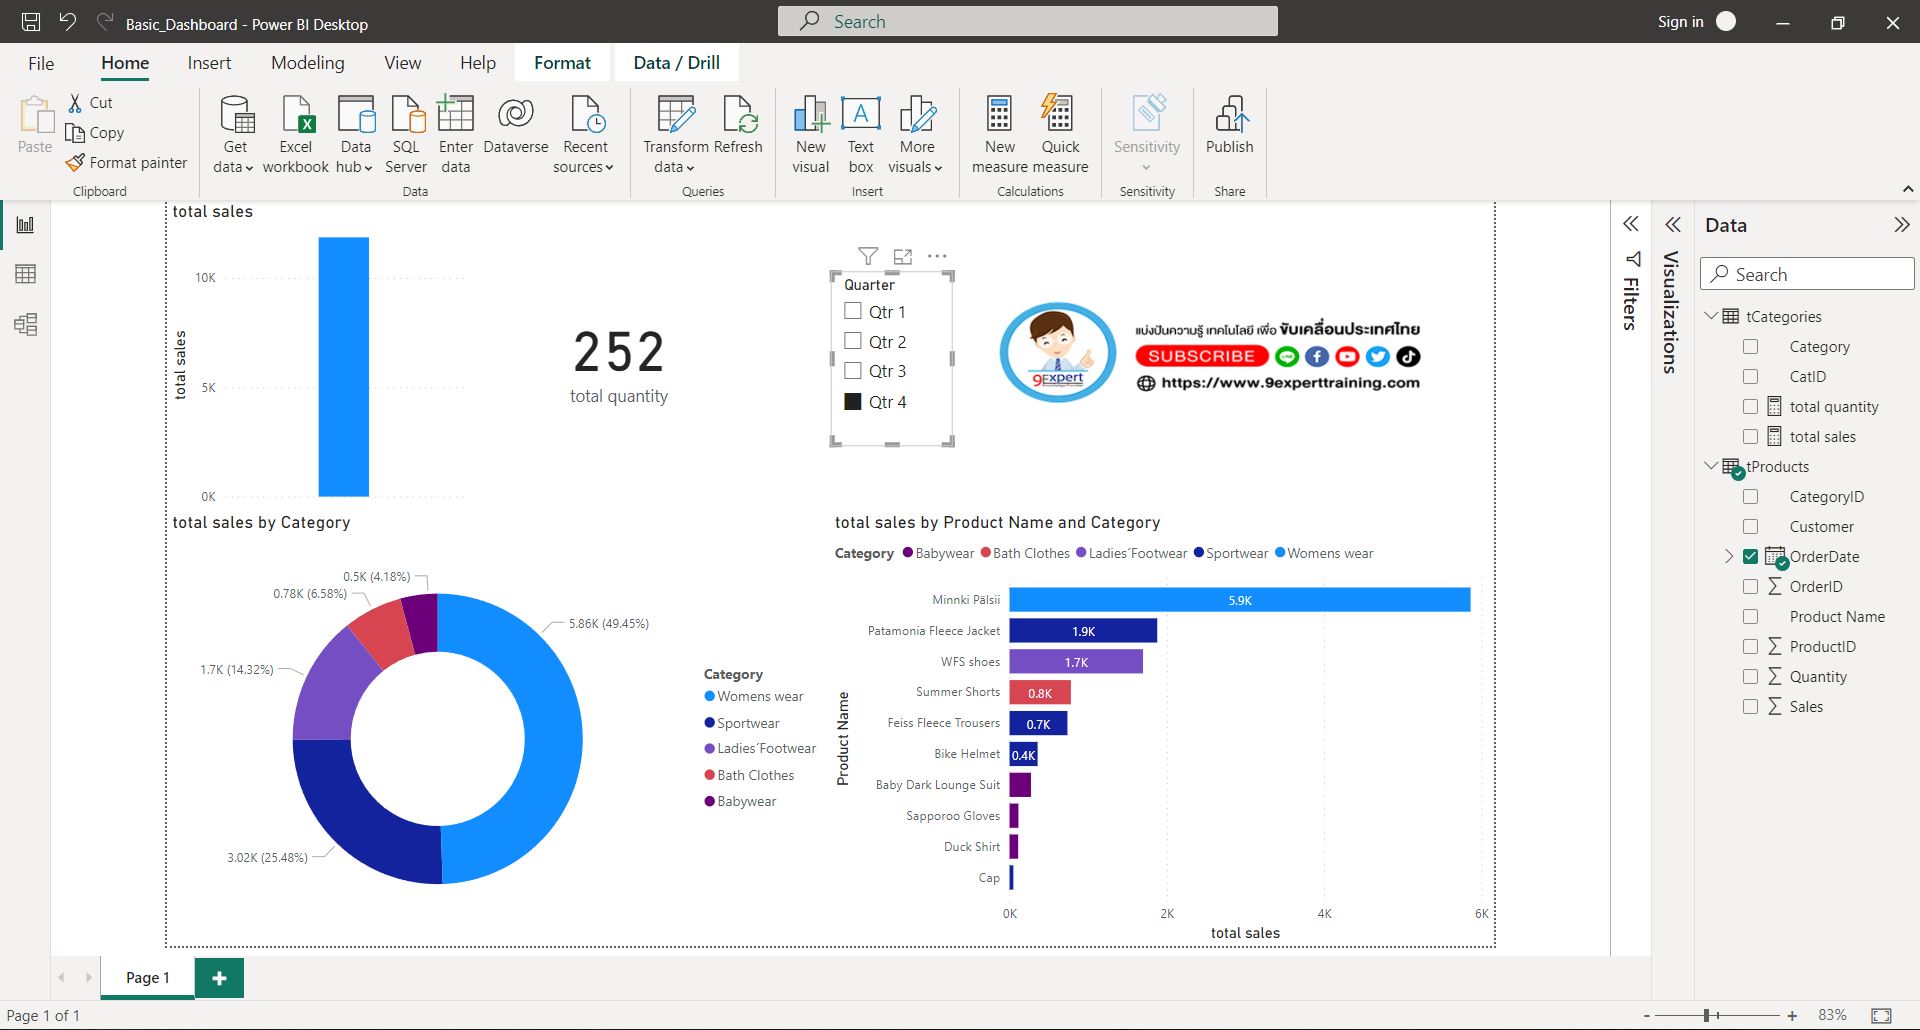 Basic_Dashboard - Power BI Desktop
Search
Sign in
File
Home
Insert
Modeling
View
Help
Format
Data / Drill
Paste
Cut
Copy
Format painter
Clipboard
Get data
Excel workbook
Data hub
SQL Server
Enter data
Dataverse
Recent sources
Data
Transform data
Refresh
Queries
New visual
Text box
More visuals
Insert
New measure
Quick measure
Calculations
Sensitivity
Sensitivity
Publish
Share
total sales
total sales
10K
5K
0K
252
total quantity
Quarter
Qtr 1
Qtr 2
Qtr 3
Qtr 4
9Expert
แบ่งปันความรู้ เทคโนโลยี เพื่อ ขับเคลื่อนประเทศไทย
SUBSCRIBE
https://www.9experttraining.com
total sales by Category
0.5K (4.18%)
0.78K (6.58%)
5.86K (49.45%)
1.7K (14.32%)
3.02K (25.48%)
Category
Womens wear
Sportwear
Ladies´Footwear
Bath Clothes
Babywear
total sales by Product Name and Category
Category Babywear Bath Clothes Ladies´Footwear Sportwear Womens wear
Product Name
Minnki Pälsii 5.9K
Patamonia Fleece Jacket 1.9K
WFS shoes 1.7K
Summer Shorts 0.8K
Feiss Fleece Trousers 0.7K
Bike Helmet 0.4K
Baby Dark Lounge Suit
Sapporoo Gloves
Duck Shirt
Cap
0K 2K 4K 6K
total sales
Filters
Visualizations
Data
Search
tCategories
Category
CatID
total quantity
total sales
tProducts
CategoryID
Customer
OrderDate
OrderID
Product Name
ProductID
Quantity
Sales
Page 1
Page 1 of 1
83%